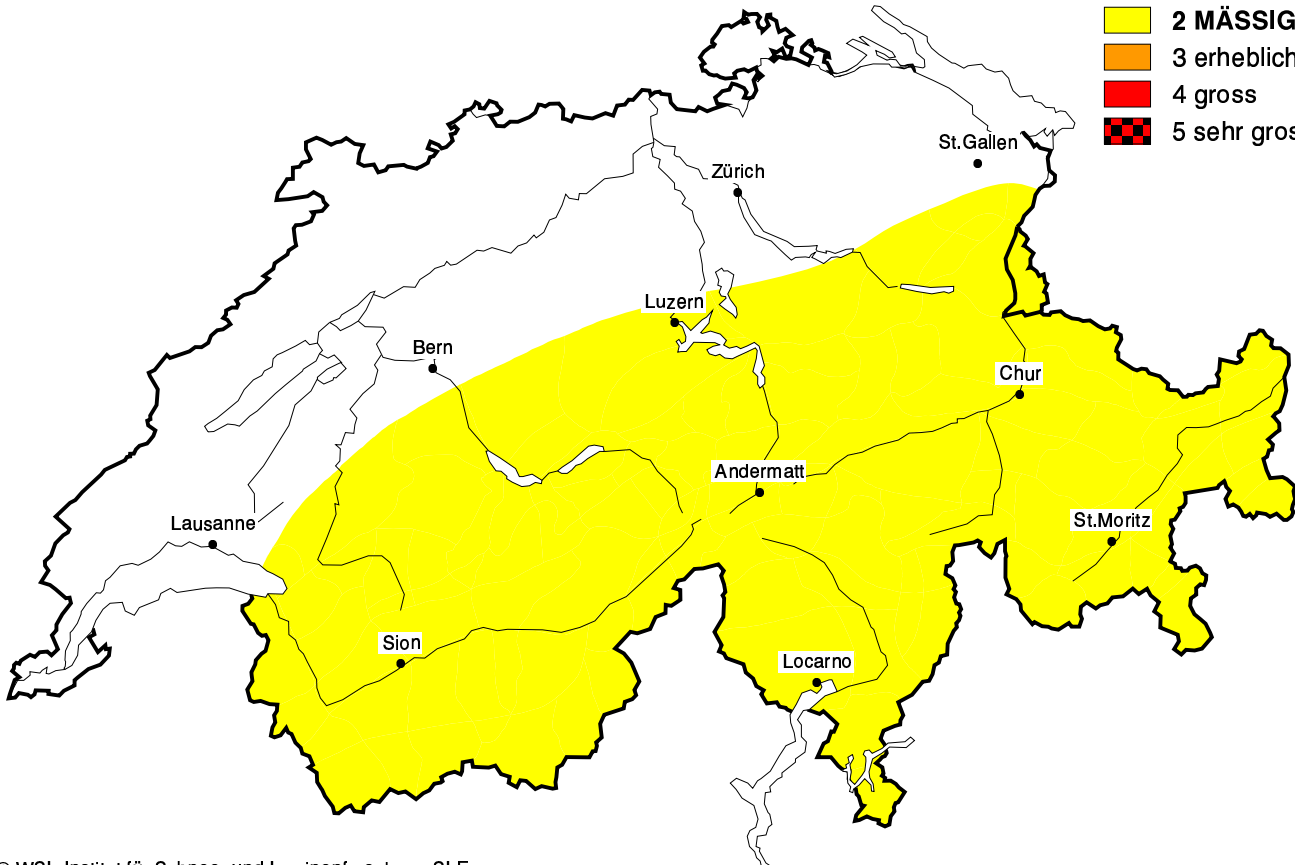 2 MÄSSIG
3 erheblich
4 gross
5 sehr gros
St.Gallen
Zürich
Luzern
Bern
Chur
Andermatt
St.Moritz
Lausanne
Sion
Locarno